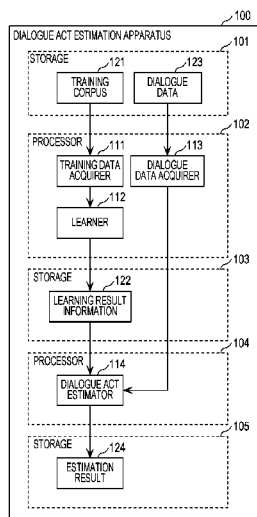 100
DIALOGUE ACT ESTIMATION APPARATUS
101
STORAGE
121
123
TRAINING
CORPUS
DIALOGUE
DATA
102
PROCESSOR
111
113
TRAINING DATA
ACQUIRER
DIALOGUE
DATA ACQUIRER
112
LEARNER
103
STORAGE
122
LEARNING RESULT
INFORMATION
104
PROCESSOR
114
DIALOGUE ACT
ESTIMATOR
105
STORAGE
124
ESTIMATION
RESULT